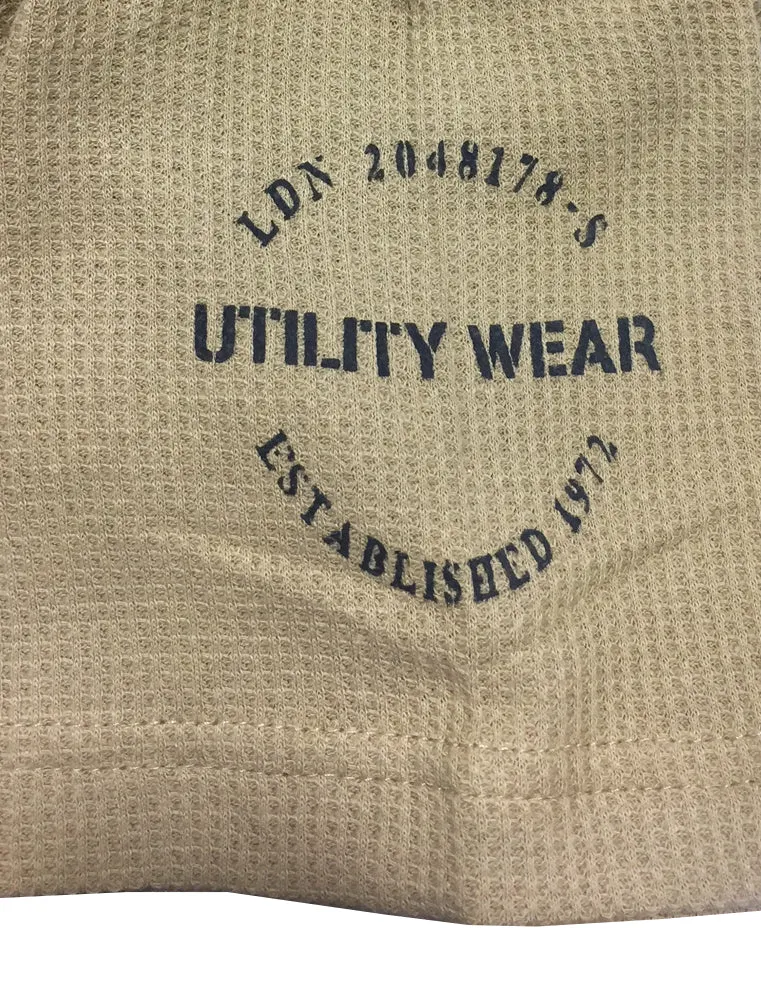 LDN 2048178-S
UTILITY WEAR
ESTABLISHED 1972